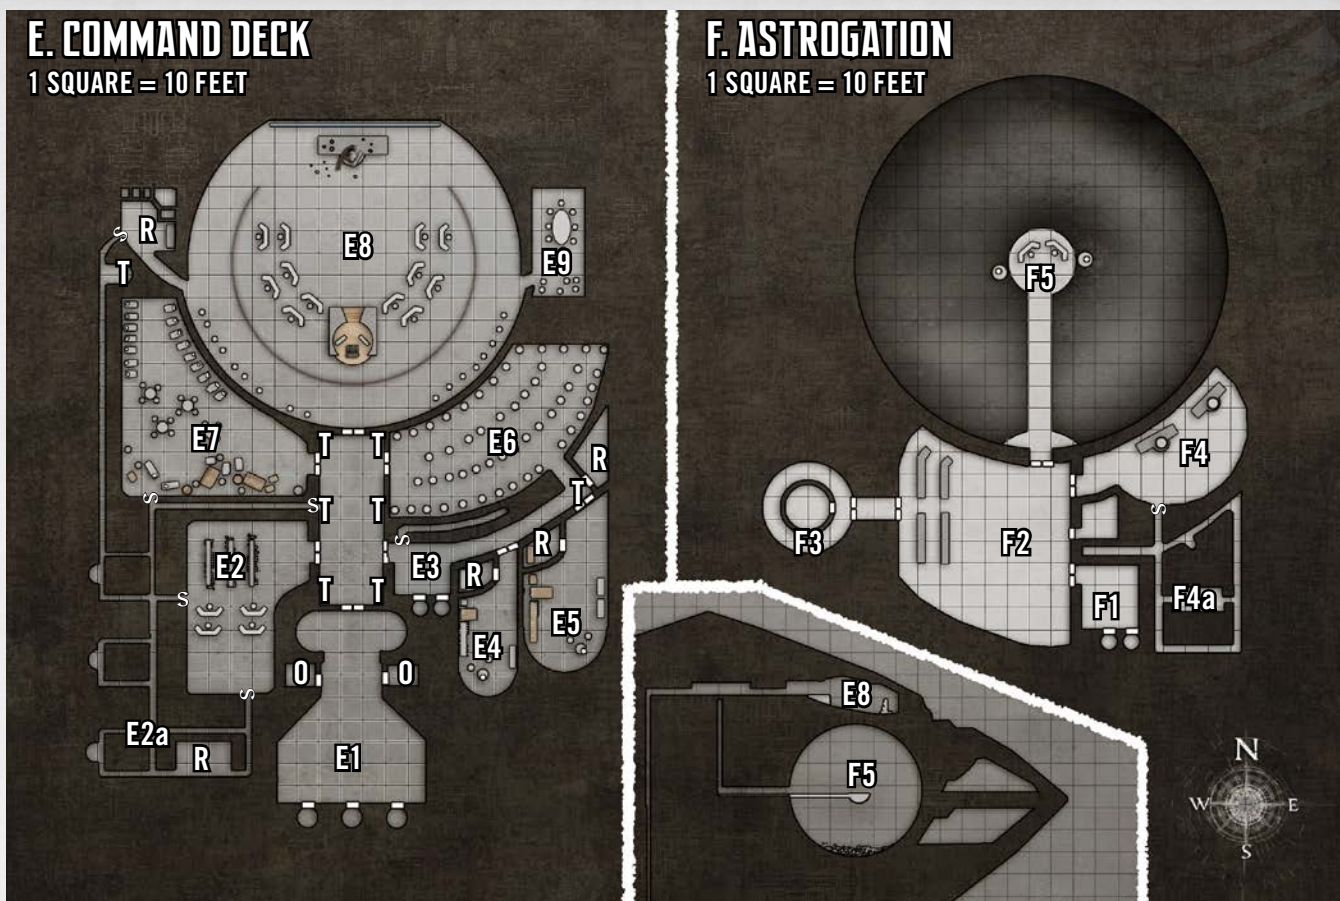 E. COMMAND DECK
1 SQUARE = 10 FEET
R
S
T
E8
E9
E7
T
T
E6
R
S
S
T
T
T
S
R
E2
E3
R
S
T
T
E4
E5
O
O
S
E2a
R
E1
F. ASTROGATION
1 SQUARE = 10 FEET
F5
F4
S
F3
F2
F1
F4a
E8
F5
N
W
E
S